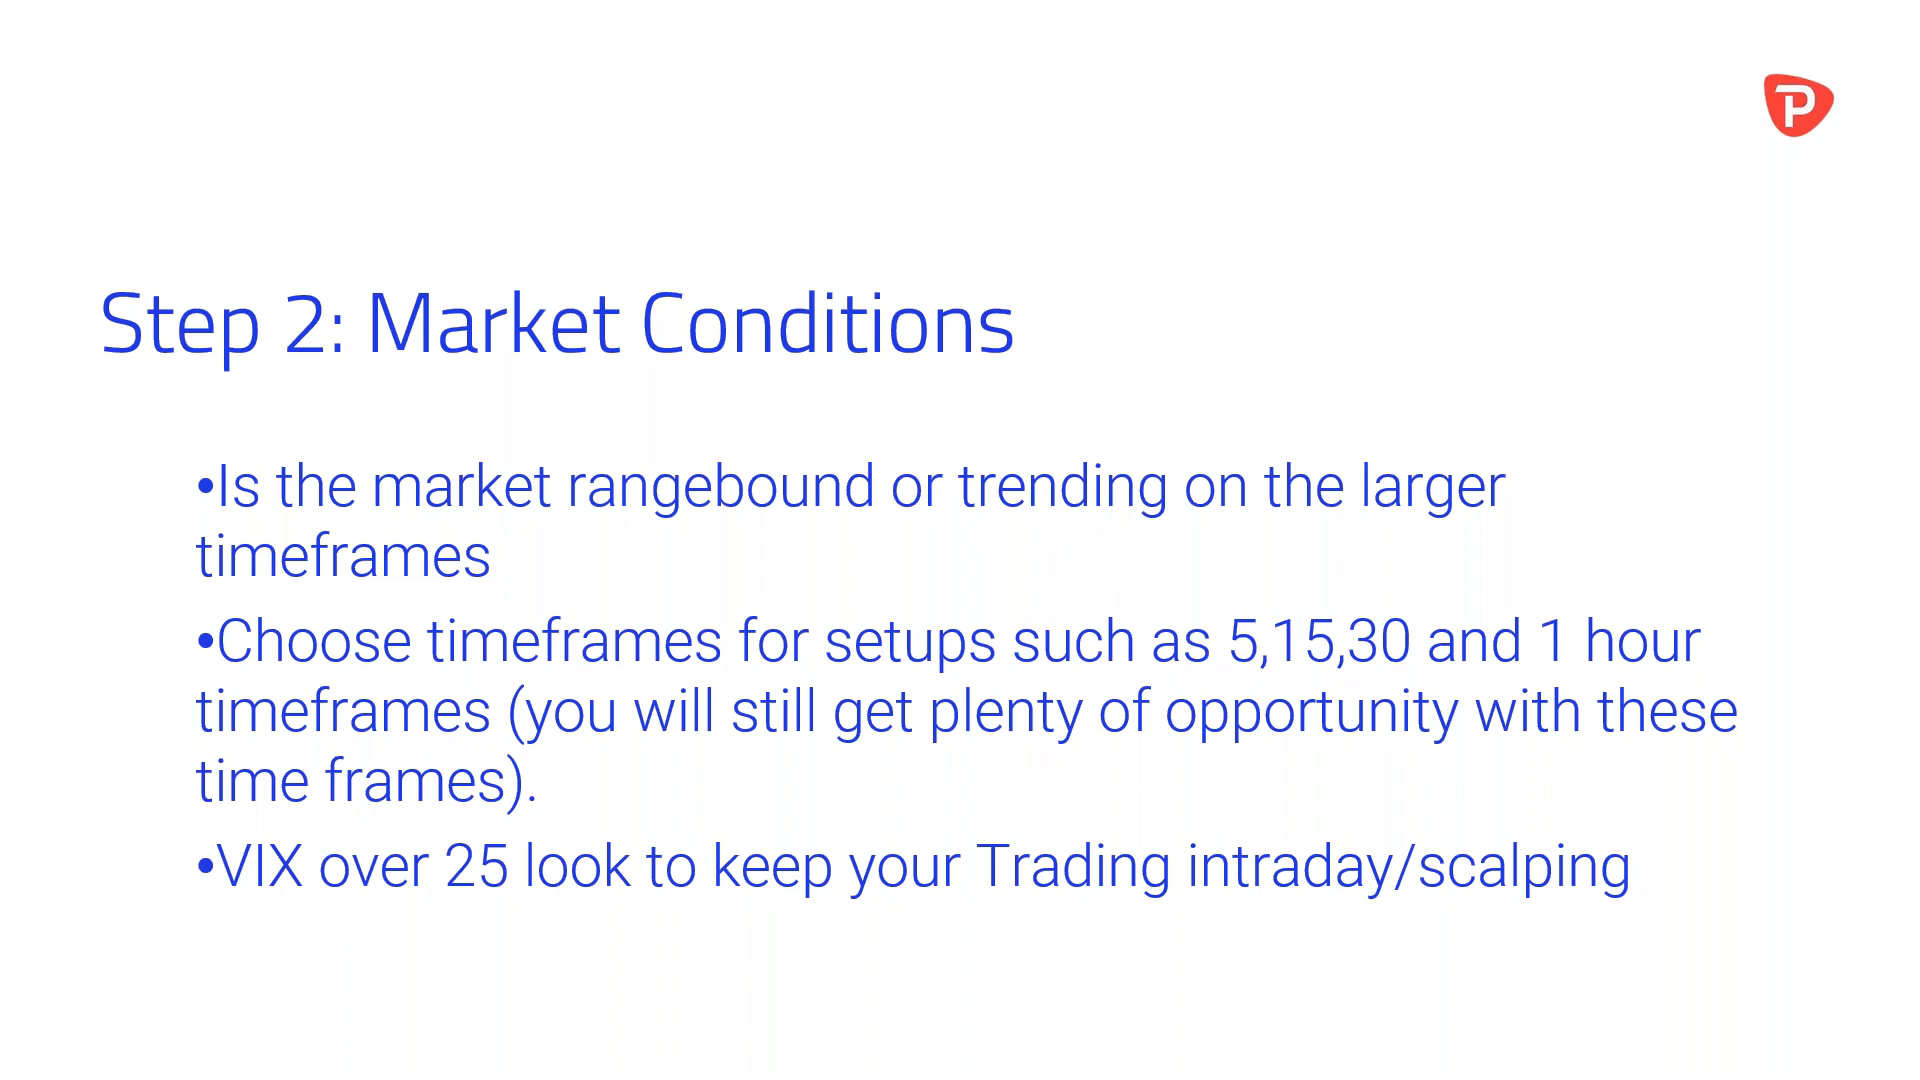 P
Step 2: Market Conditions
•Is the market rangebound or trending on the larger
timeframes
•Choose timeframes for setups such as 5,15,30 and 1 hour
timeframes (you will still get plenty of opportunity with these
time frames).
•VIX over 25 look to keep your Trading intraday/scalping